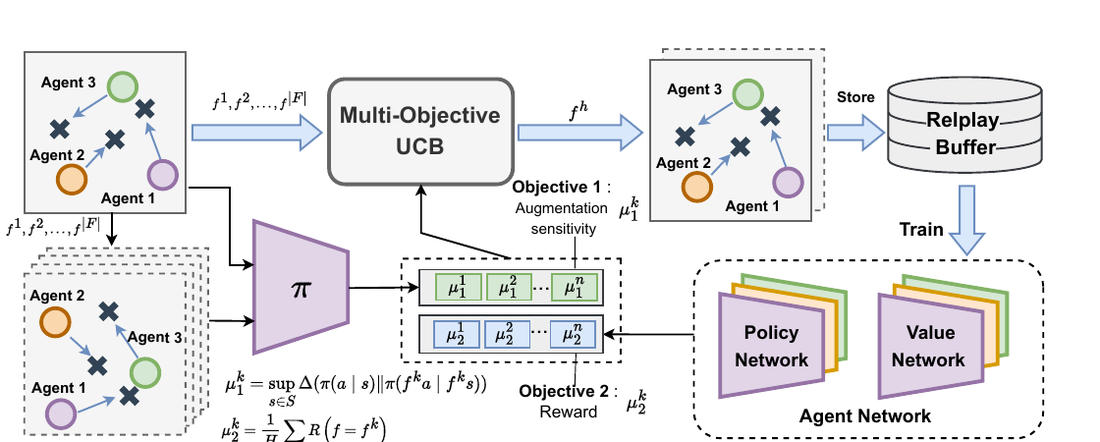 Agent 3
Agent 2
Agent 1
f^1, f^2, ..., f^{|F|}
Multi-Objective
UCB
f^h
Agent 3
Agent 2
Agent 1
Store
Relplay
Buffer
f^1, f^2, ..., f^{|F|}
Agent 2
Agent 3
Agent 1
π
Objective 1 :
Augmentation
sensitivity
μ_1^k
μ_1^1 μ_1^2 ... μ_1^n
μ_2^1 μ_2^2 ... μ_2^n
Objective 2 :
Reward
μ_2^k
μ_1^k = sup_{s∈S} Δ(π(a | s)‖π(f^k a | f^k s))
μ_2^k = \frac{1}{H} ∑ R (f = f^k)
Train
Policy
Network
Value
Network
Agent Network